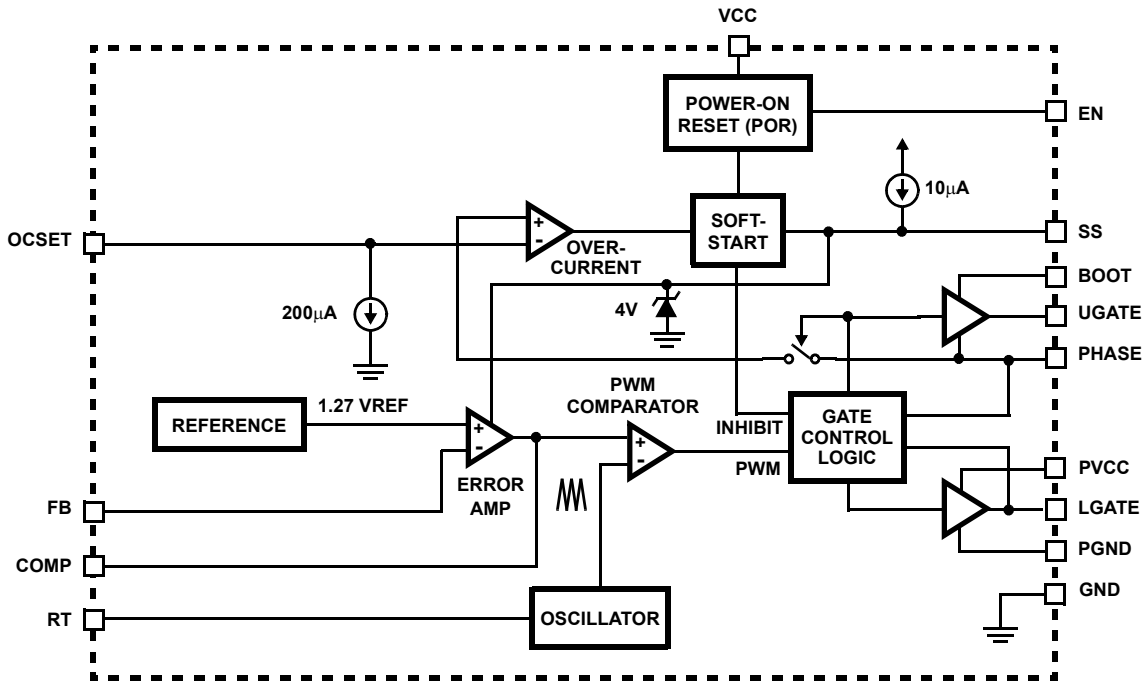 VCC
POWER-ON
RESET (POR)
EN
10µA
SOFT-
START
OCSET
+
-
OVER-
CURRENT
SS
BOOT
200µA
4V
UGATE
PHASE
PWM
COMPARATOR
REFERENCE
1.27 VREF
+
-
+
-
INHIBIT
GATE
CONTROL
LOGIC
PWM
ERROR
AMP
PVCC
FB
LGATE
COMP
PGND
GND
RT
OSCILLATOR